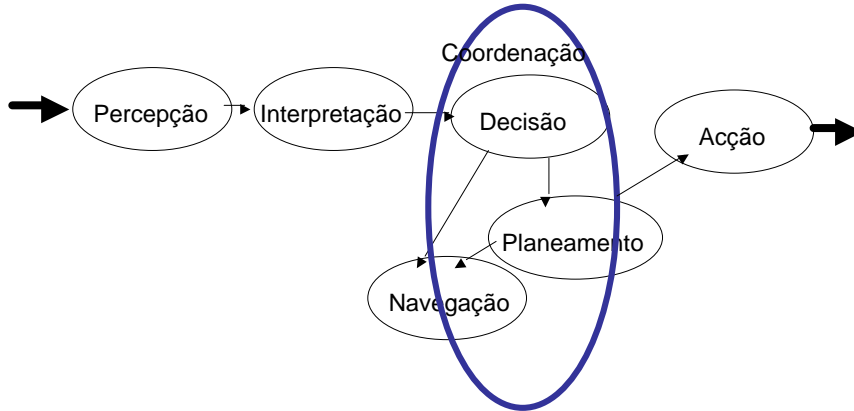 Coordenação
Percepção
Interpretação
Decisão
Acção
Planeamento
Navegação